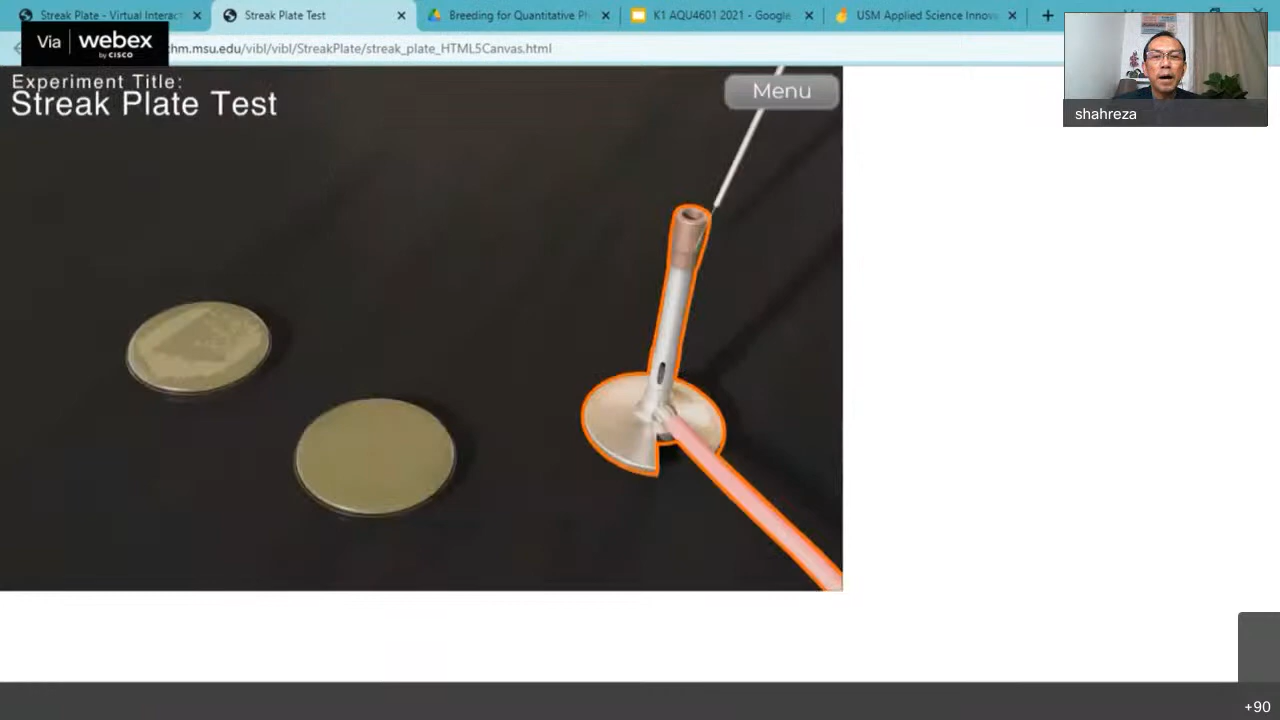 Streak Plate - Virtual Interac
Streak Plate Test
Breeding for Quantitative Ph
K1 AQU4601 2021 - Google
USM Applied Science Innov
Via webex
by CISCO
hm.msu.edu/vibl/vibl/StreakPlate/streak_plate_HTML5Canvas.html
Experiment Title:
Streak Plate Test
Menu
shahreza
+90